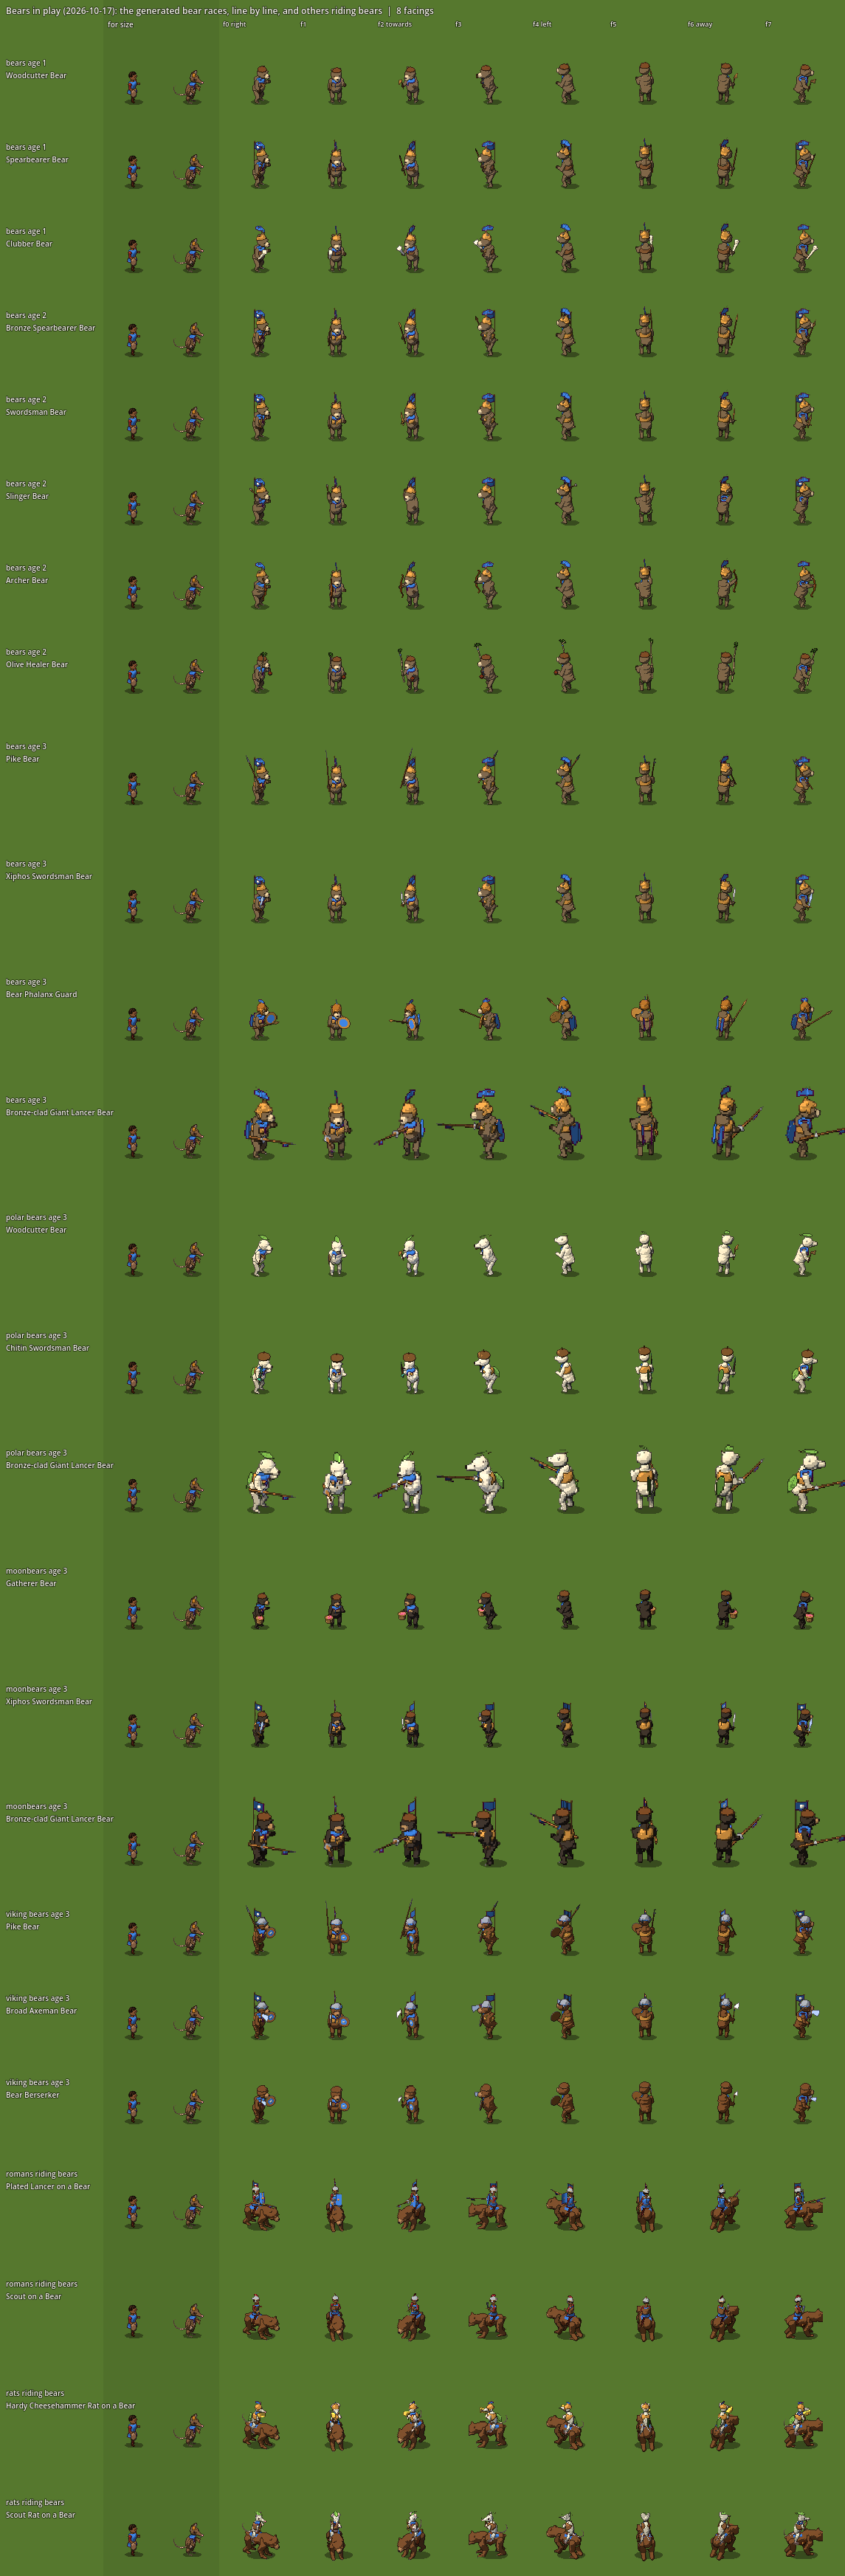 Bears in play (2026-10-17): the generated bear races, line by line, and others riding bears | 8 facings
for size f0 right f1 f2 towards f3 f4 left f5 f6 away f7
bears age 1
Woodcutter Bear
bears age 1
Spearbearer Bear
bears age 1
Clubber Bear
bears age 2
Bronze Spearbearer Bear
bears age 2
Swordsman Bear
bears age 2
Slinger Bear
bears age 2
Archer Bear
bears age 2
Olive Healer Bear
bears age 3
Pike Bear
bears age 3
Xiphos Swordsman Bear
bears age 3
Bear Phalanx Guard
bears age 3
Bronze-clad Giant Lancer Bear
polar bears age 3
Woodcutter Bear
polar bears age 3
Chitin Swordsman Bear
polar bears age 3
Bronze-clad Giant Lancer Bear
moonbears age 3
Gatherer Bear
moonbears age 3
Xiphos Swordsman Bear
moonbears age 3
Bronze-clad Giant Lancer Bear
viking bears age 3
Pike Bear
viking bears age 3
Broad Axeman Bear
viking bears age 3
Bear Berserker
romans riding bears
Plated Lancer on a Bear
romans riding bears
Scout on a Bear
rats riding bears
Hardy Cheesehammer Rat on a Bear
rats riding bears
Scout Rat on a Bear